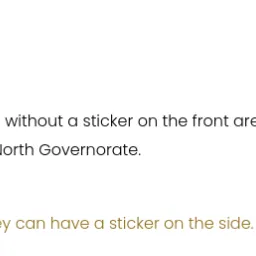 without a sticker on the front are
North Governorate.
ey can have a sticker on the side.